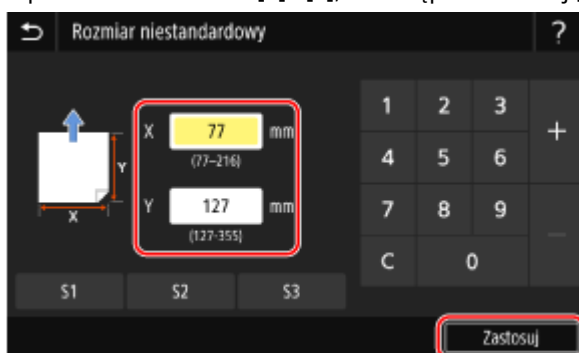 Rozmiar niestandardowy ?
X 77 mm
(77–216)
Y 127 mm
(127-355)
Y
X
1 2 3 +
4 5 6
7 8 9 –
C 0
S1 S2 S3
Zastosuj